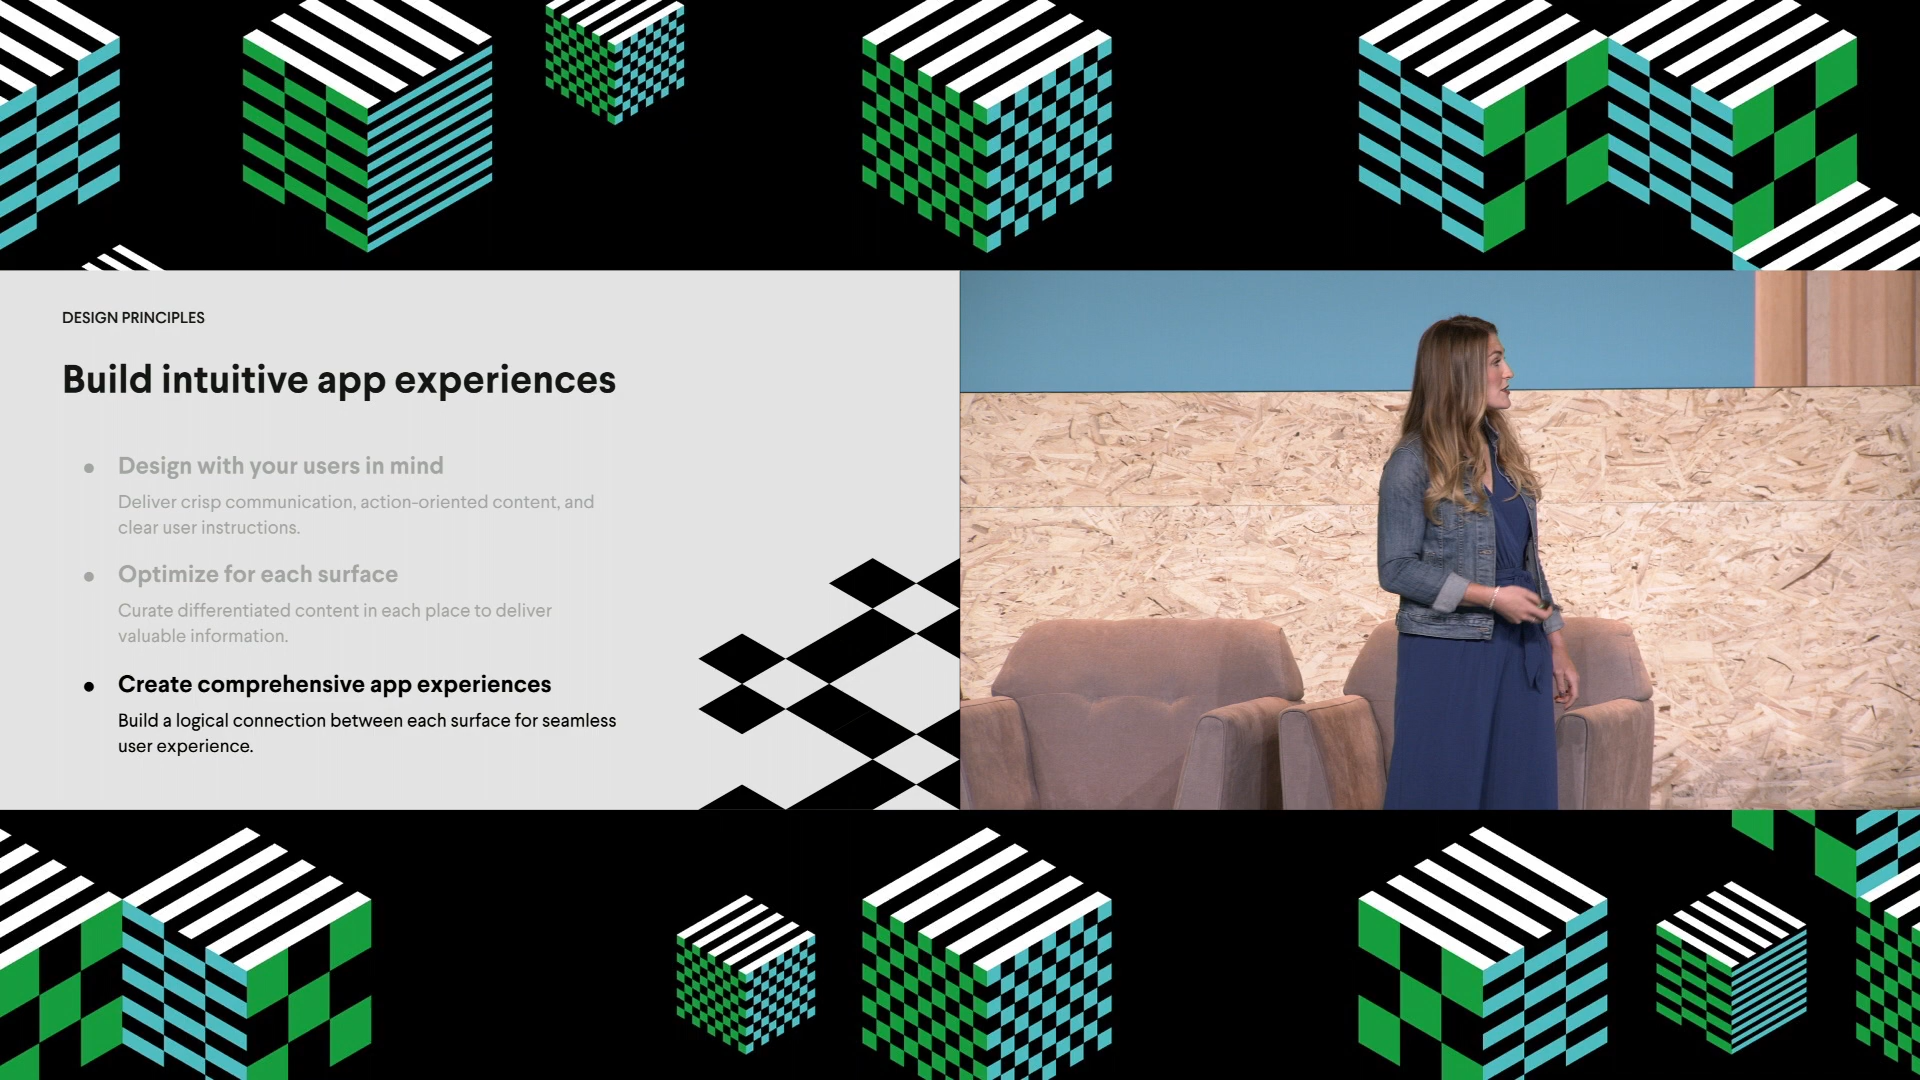 DESIGN PRINCIPLES
Build intuitive app experiences
Design with your users in mind
Deliver crisp communication, action-oriented content, and
clear user instructions.
Optimize for each surface
Curate differentiated content in each place to deliver
valuable information.
Create comprehensive app experiences
Build a logical connection between each surface for seamless
user experience.